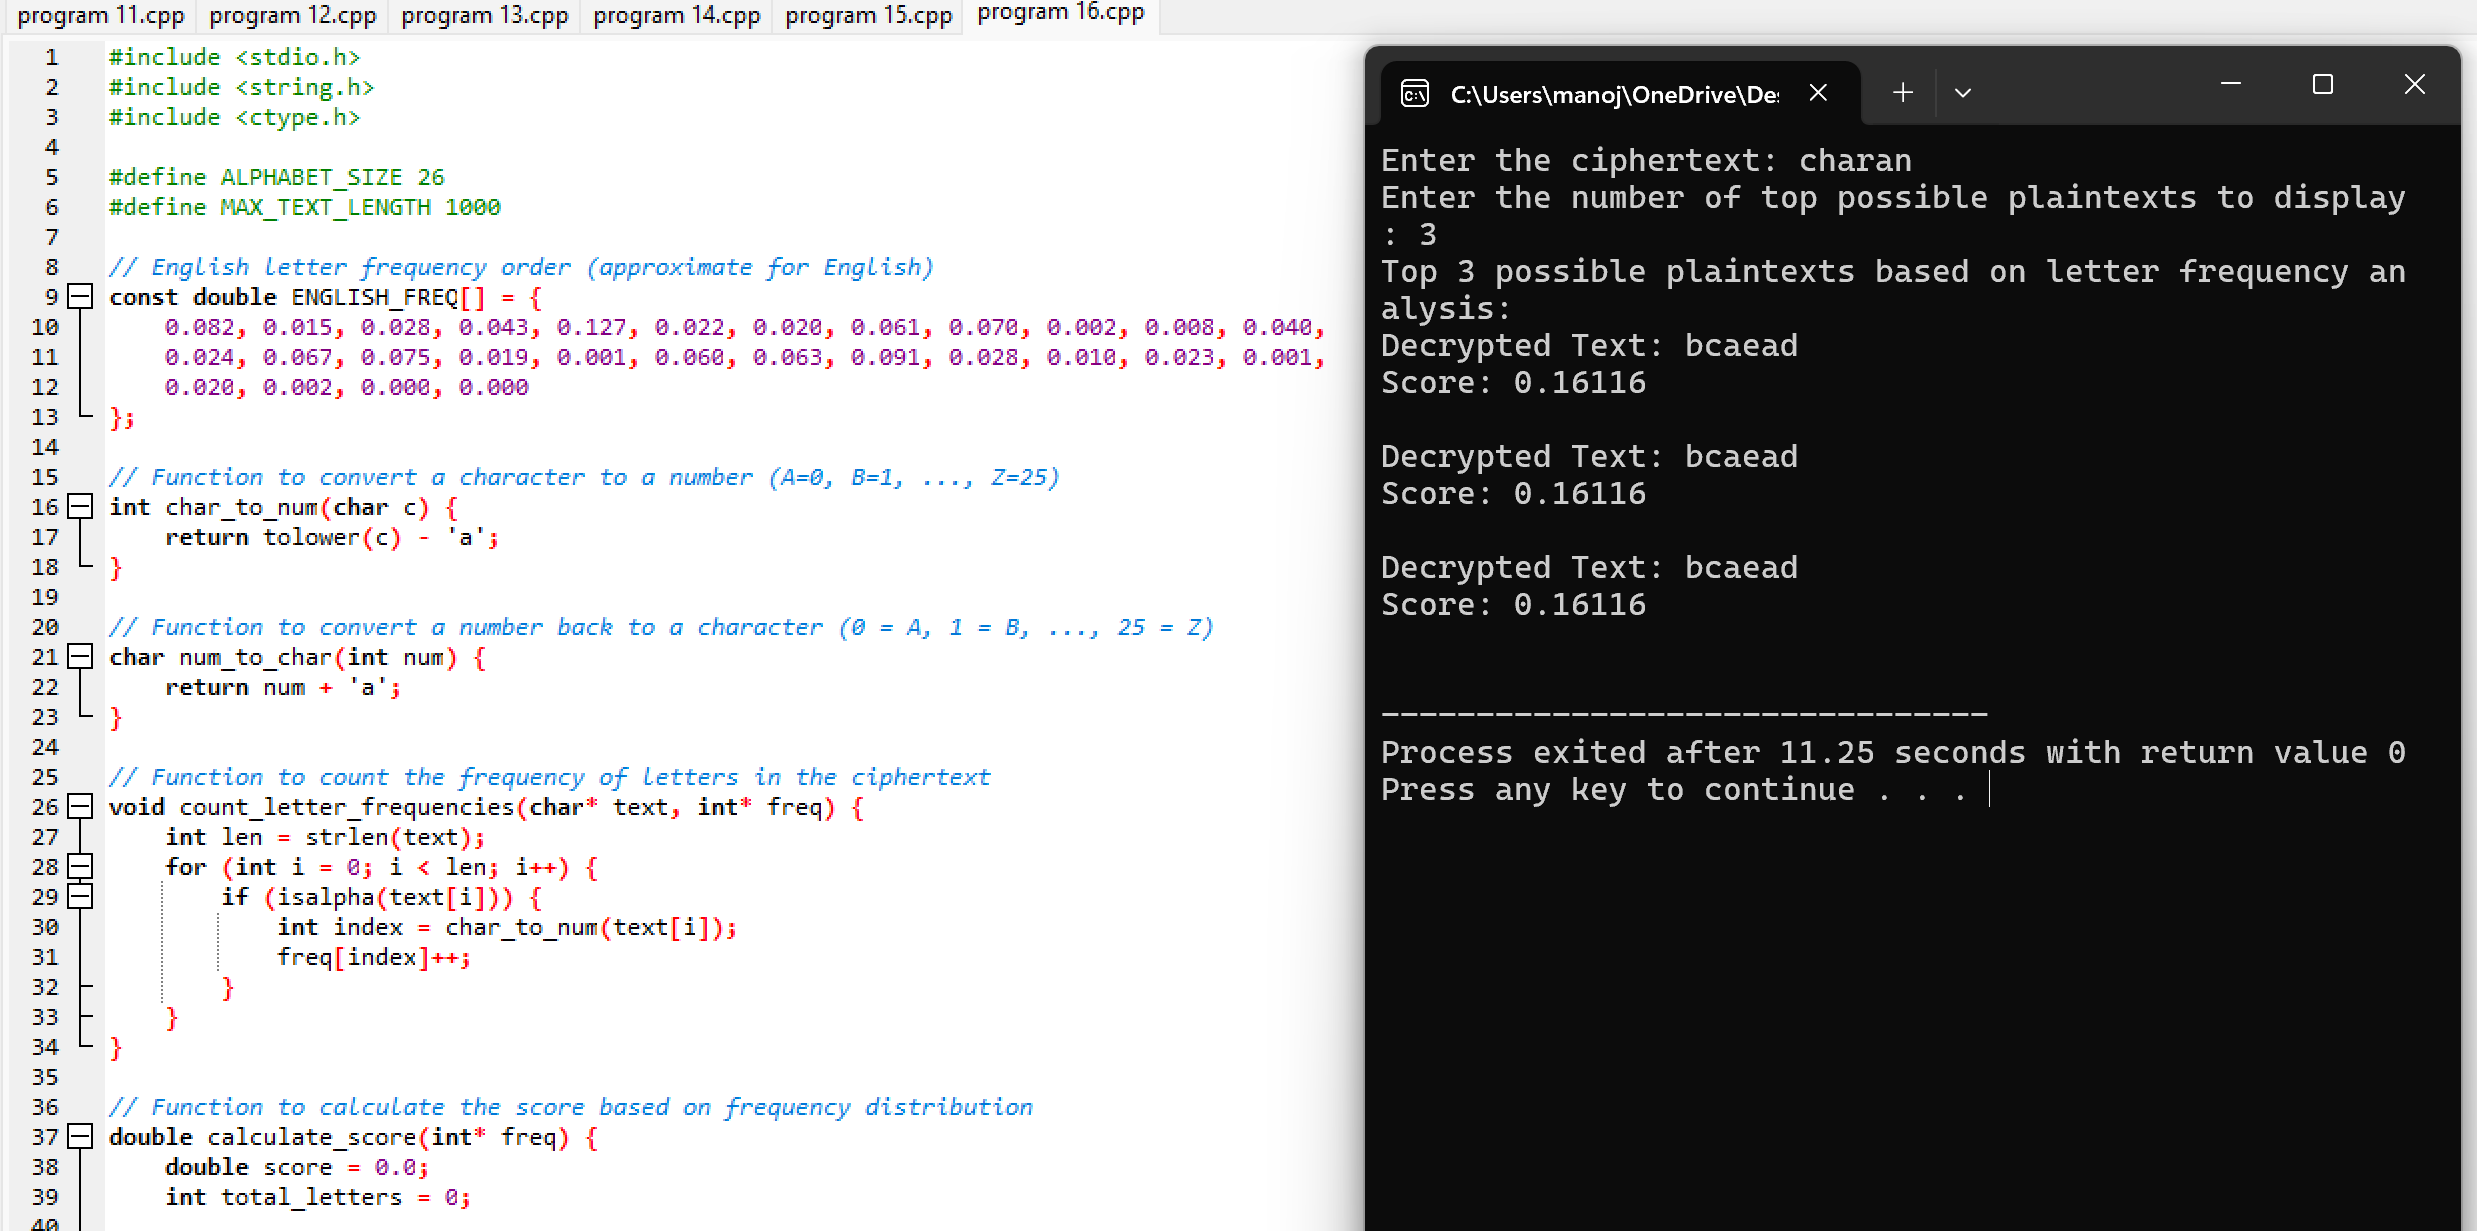 program 11.cpp program 12.cpp program 13.cpp program 14.cpp program 15.cpp program 16.cpp
1 #include <stdio.h>
2 #include <string.h>
3 #include <ctype.h>
4
5 #define ALPHABET_SIZE 26
6 #define MAX_TEXT_LENGTH 1000
7
8 // English letter frequency order (approximate for English)
9 const double ENGLISH_FREQ[] = {
10 0.082, 0.015, 0.028, 0.043, 0.127, 0.022, 0.020, 0.061, 0.070, 0.002, 0.008, 0.040,
11 0.024, 0.067, 0.075, 0.019, 0.001, 0.060, 0.063, 0.091, 0.028, 0.010, 0.023, 0.001,
12 0.020, 0.002, 0.000, 0.000
13 };
14
15 // Function to convert a character to a number (A=0, B=1, ..., Z=25)
16 int char_to_num(char c) {
17 return tolower(c) - 'a';
18 }
19
20 // Function to convert a number back to a character (0 = A, 1 = B, ..., 25 = Z)
21 char num_to_char(int num) {
22 return num + 'a';
23 }
24
25 // Function to count the frequency of letters in the ciphertext
26 void count_letter_frequencies(char* text, int* freq) {
27 int len = strlen(text);
28 for (int i = 0; i < len; i++) {
29 if (isalpha(text[i])) {
30 int index = char_to_num(text[i]);
31 freq[index]++;
32 }
33 }
34 }
35
36 // Function to calculate the score based on frequency distribution
37 double calculate_score(int* freq) {
38 double score = 0.0;
39 int total_letters = 0;
40
C:\Users\manoj\OneDrive\Des
Enter the ciphertext: charan
Enter the number of top possible plaintexts to display
: 3
Top 3 possible plaintexts based on letter frequency an
alysis:
Decrypted Text: bcaead
Score: 0.16116
Decrypted Text: bcaead
Score: 0.16116
Decrypted Text: bcaead
Score: 0.16116
--------------------------------
Process exited after 11.25 seconds with return value 0
Press any key to continue . . .